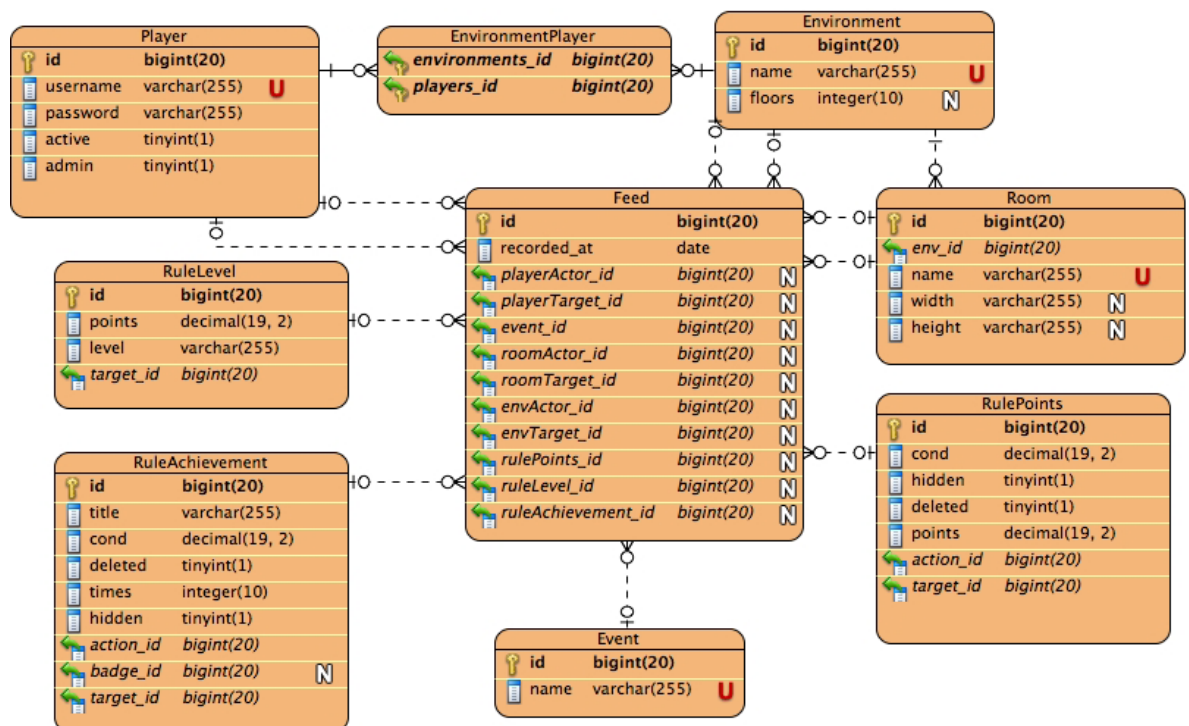 Player
id bigint(20)
username varchar(255) U
password varchar(255)
active tinyint(1)
admin tinyint(1)
EnvironmentPlayer
environments_id bigint(20)
players_id bigint(20)
Environment
id bigint(20)
name varchar(255) U
floors integer(10) N
Feed
id bigint(20)
recorded_at date
playerActor_id bigint(20) N
playerTarget_id bigint(20) N
event_id bigint(20) N
roomActor_id bigint(20) N
roomTarget_id bigint(20) N
envActor_id bigint(20) N
envTarget_id bigint(20) N
rulePoints_id bigint(20) N
ruleLevel_id bigint(20) N
ruleAchievement_id bigint(20) N
Room
id bigint(20)
env_id bigint(20)
name varchar(255) U
width varchar(255) N
height varchar(255) N
RuleLevel
id bigint(20)
points decimal(19, 2)
level varchar(255)
target_id bigint(20)
RulePoints
id bigint(20)
cond decimal(19, 2)
hidden tinyint(1)
deleted tinyint(1)
points decimal(19, 2)
action_id bigint(20)
target_id bigint(20)
RuleAchievement
id bigint(20)
title varchar(255)
cond decimal(19, 2)
deleted tinyint(1)
times integer(10)
hidden tinyint(1)
action_id bigint(20)
badge_id bigint(20) N
target_id bigint(20)
Event
id bigint(20)
name varchar(255) U